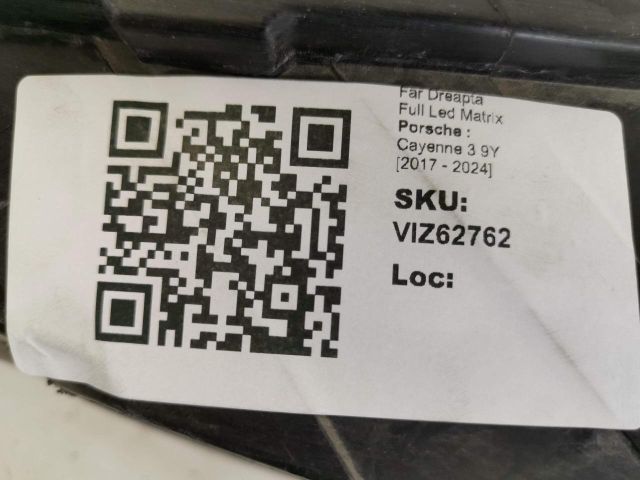 Far Dreapta
Full Led Matrix
Porsche :
Cayenne 3 9Y
[2017 - 2024]
SKU:
VIZ62762
Loc: